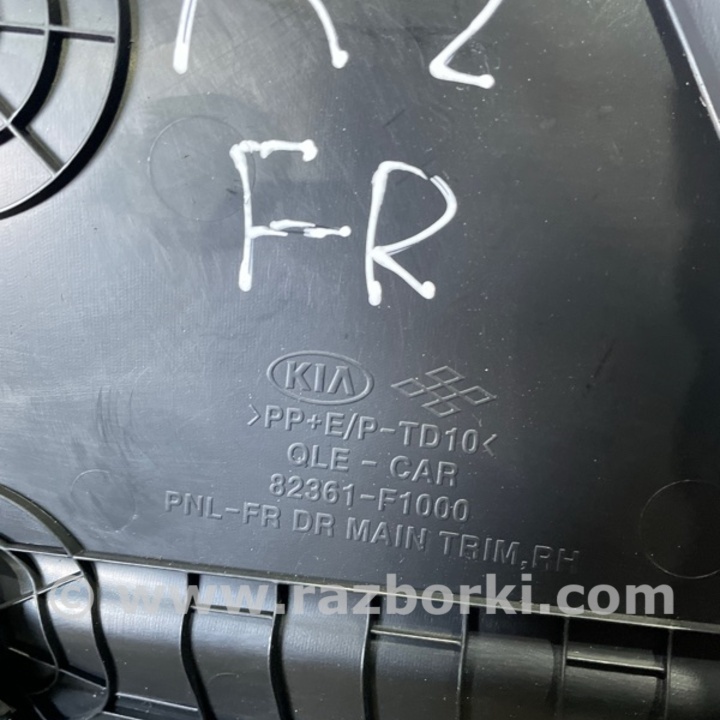 FR
KIA
>PP+E/P-TD10<
QLE - CAR
82361-F1000
PNL-FR DR MAIN TRIM,RH
© www.razborki.com